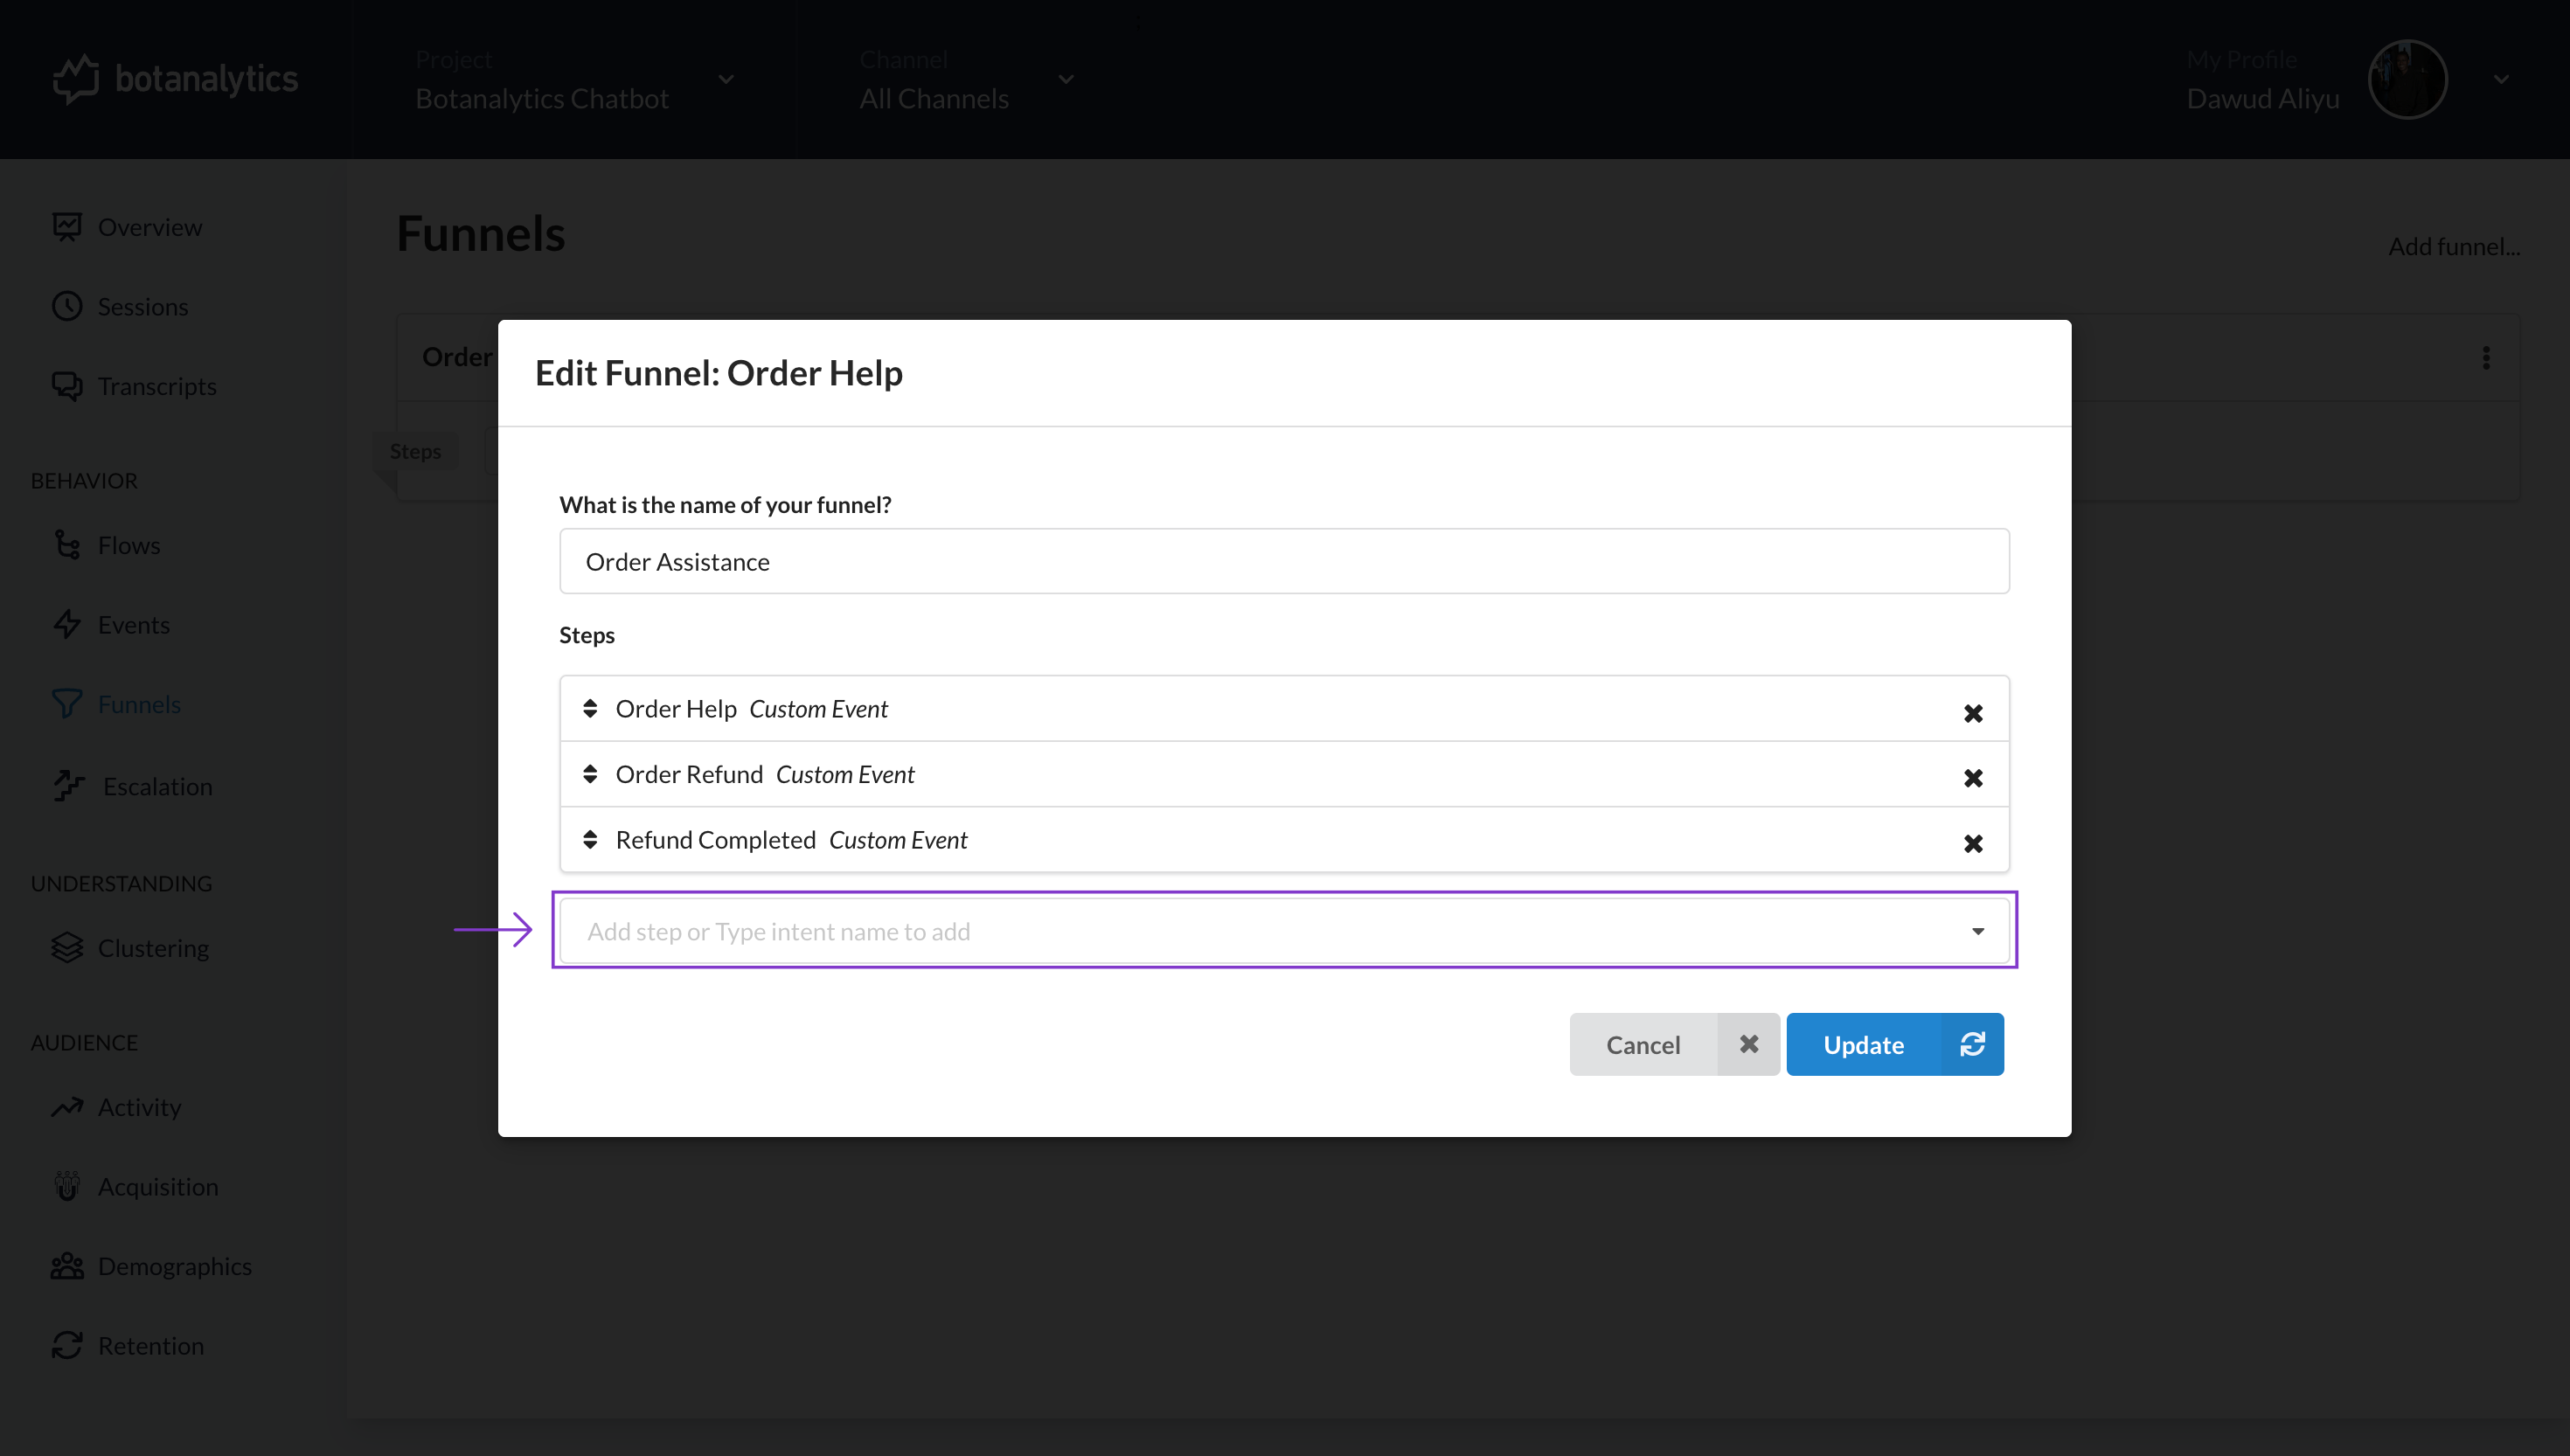 botanalytics
Project
Botanalytics Chatbot
Channel
All Channels
My Profile
Dawud Aliyu
Overview
Sessions
Transcripts
BEHAVIOR
Flows
Events
Funnels
Escalation
UNDERSTANDING
Clustering
AUDIENCE
Activity
Acquisition
Demographics
Retention
Funnels
Add funnel...
Order
Steps
Edit Funnel: Order Help
What is the name of your funnel?
Order Assistance
Steps
Order Help Custom Event
Order Refund Custom Event
Refund Completed Custom Event
Add step or Type intent name to add
Cancel
Update